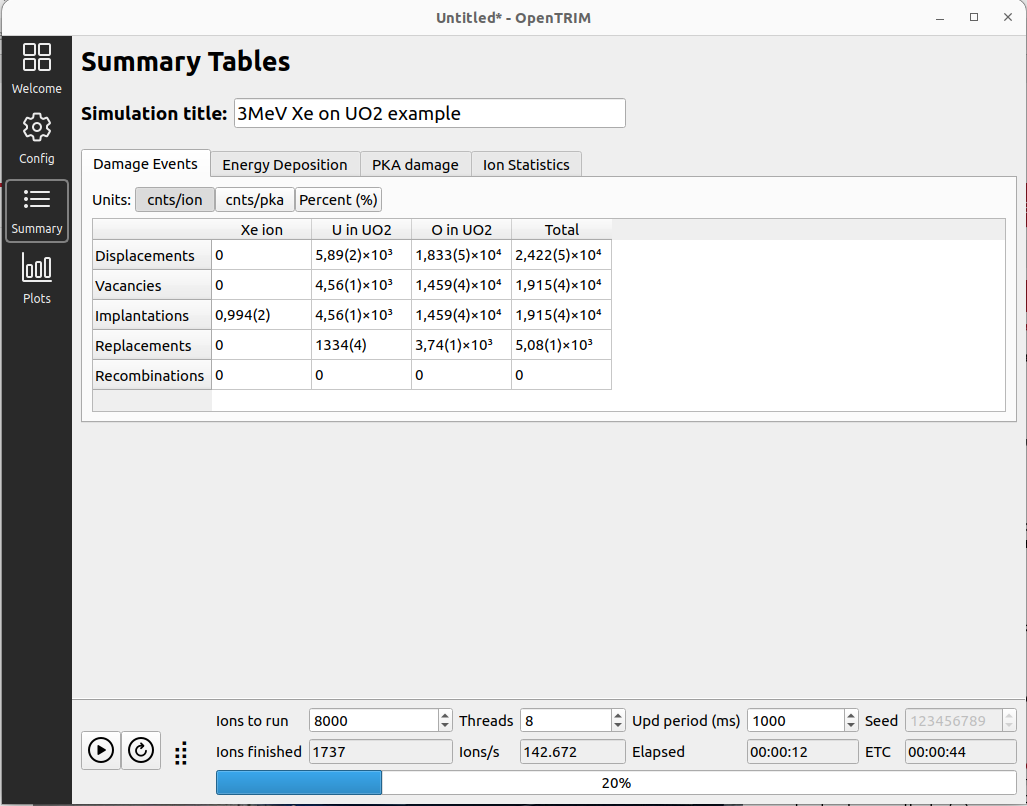 Untitled* - OpenTRIM
Welcome
Config
Summary
Plots
Summary Tables
Simulation title: 3MeV Xe on UO2 example
Damage Events Energy Deposition PKA damage Ion Statistics
Units: cnts/ion cnts/pka Percent (%)
Xe ion U in UO2 O in UO2 Total
Displacements 0 5,89(2)×10³ 1,833(5)×10⁴ 2,422(5)×10⁴
Vacancies 0 4,56(1)×10³ 1,459(4)×10⁴ 1,915(4)×10⁴
Implantations 0,994(2) 4,56(1)×10³ 1,459(4)×10⁴ 1,915(4)×10⁴
Replacements 0 1334(4) 3,74(1)×10³ 5,08(1)×10³
Recombinations 0 0 0 0
Ions to run 8000 Threads 8 Upd period (ms) 1000 Seed 123456789
Ions finished 1737 Ions/s 142.672 Elapsed 00:00:12 ETC 00:00:44
20%